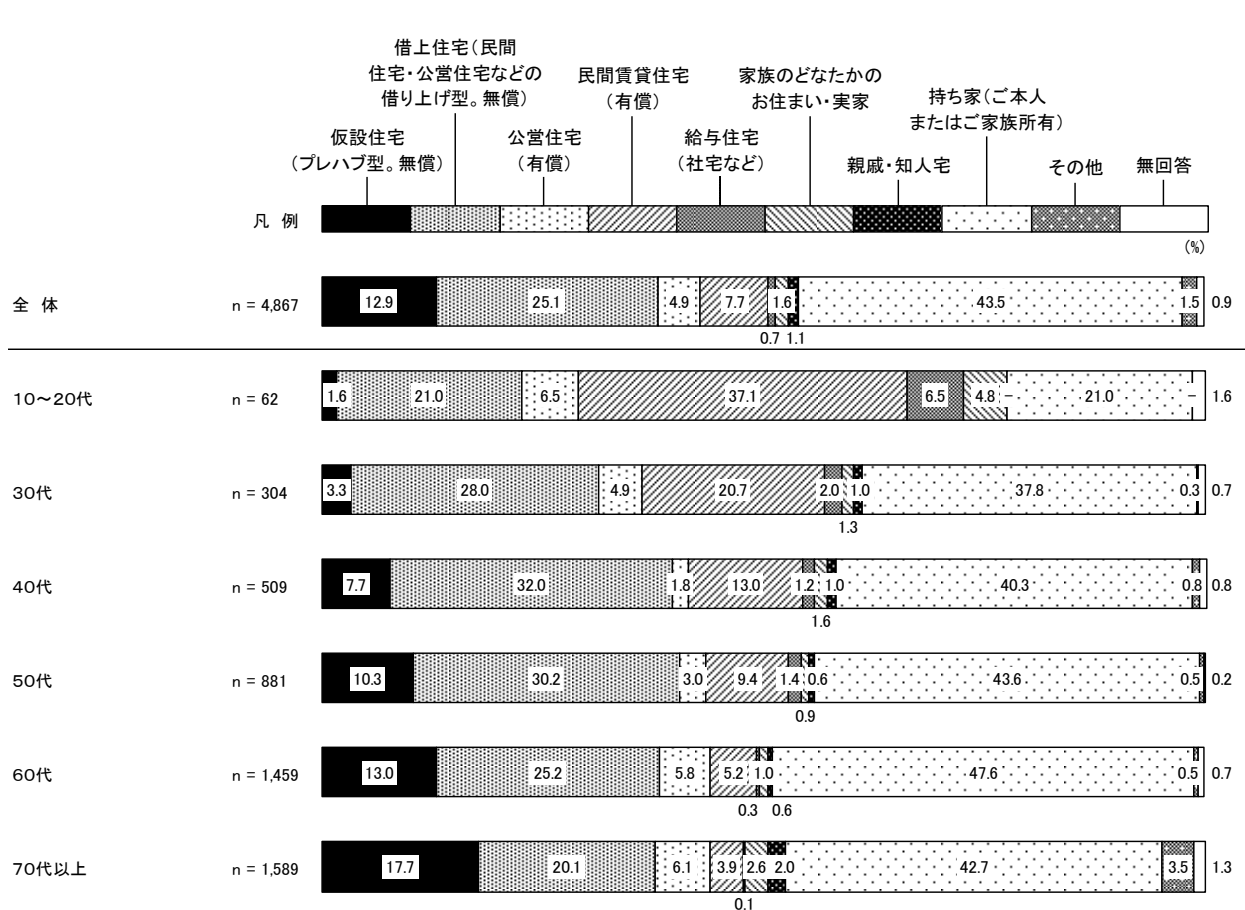 借上住宅(民間
住宅・公営住宅などの
借り上げ型。無償)
民間賃貸住宅
(有償)
家族のどなたかの
お住まい・実家
持ち家(ご本人
またはご家族所有)
仮設住宅
(プレハブ型。無償)
公営住宅
(有償)
給与住宅
(社宅など)
親戚・知人宅
その他
無回答
凡 例
(%)
全 体 n = 4,867 12.9 25.1 4.9 7.7 1.6 43.5 1.5 0.9
0.7 1.1
10~20代 n = 62 1.6 21.0 6.5 37.1 6.5 4.8 - 21.0 - 1.6
30代 n = 304 3.3 28.0 4.9 20.7 2.0 1.0 37.8 0.3 0.7
1.3
40代 n = 509 7.7 32.0 1.8 13.0 1.2 1.0 40.3 0.8 0.8
1.6
50代 n = 881 10.3 30.2 3.0 9.4 1.4 0.6 43.6 0.5 0.2
0.9
60代 n = 1,459 13.0 25.2 5.8 5.2 1.0 47.6 0.5 0.7
0.3 0.6
70代以上 n = 1,589 17.7 20.1 6.1 3.9 2.6 2.0 42.7 3.5 1.3
0.1